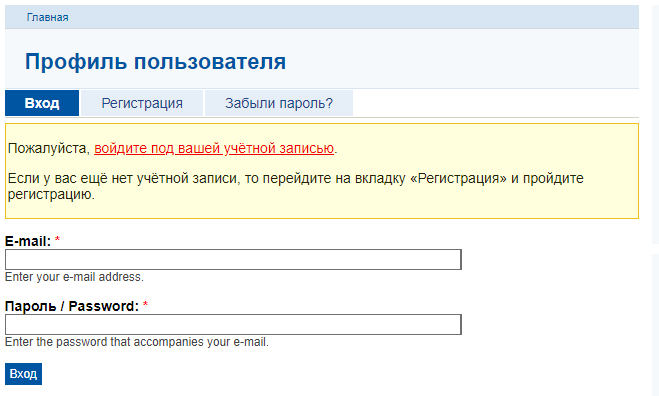 Главная
Профиль пользователя
Вход Регистрация Забыли пароль?
Пожалуйста, войдите под вашей учётной записью.
Если у вас ещё нет учётной записи, то перейдите на вкладку «Регистрация» и пройдите
регистрацию.
E-mail: *
Enter your e-mail address.
Пароль / Password: *
Enter the password that accompanies your e-mail.
Вход